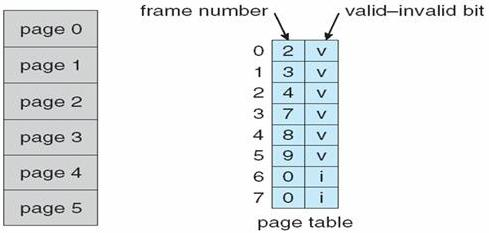 frame number
valid–invalid bit
page 0
page 1
page 2
page 3
page 4
page 5
0 2 v
1 3 v
2 4 v
3 7 v
4 8 v
5 9 v
6 0 i
7 0 i
page table